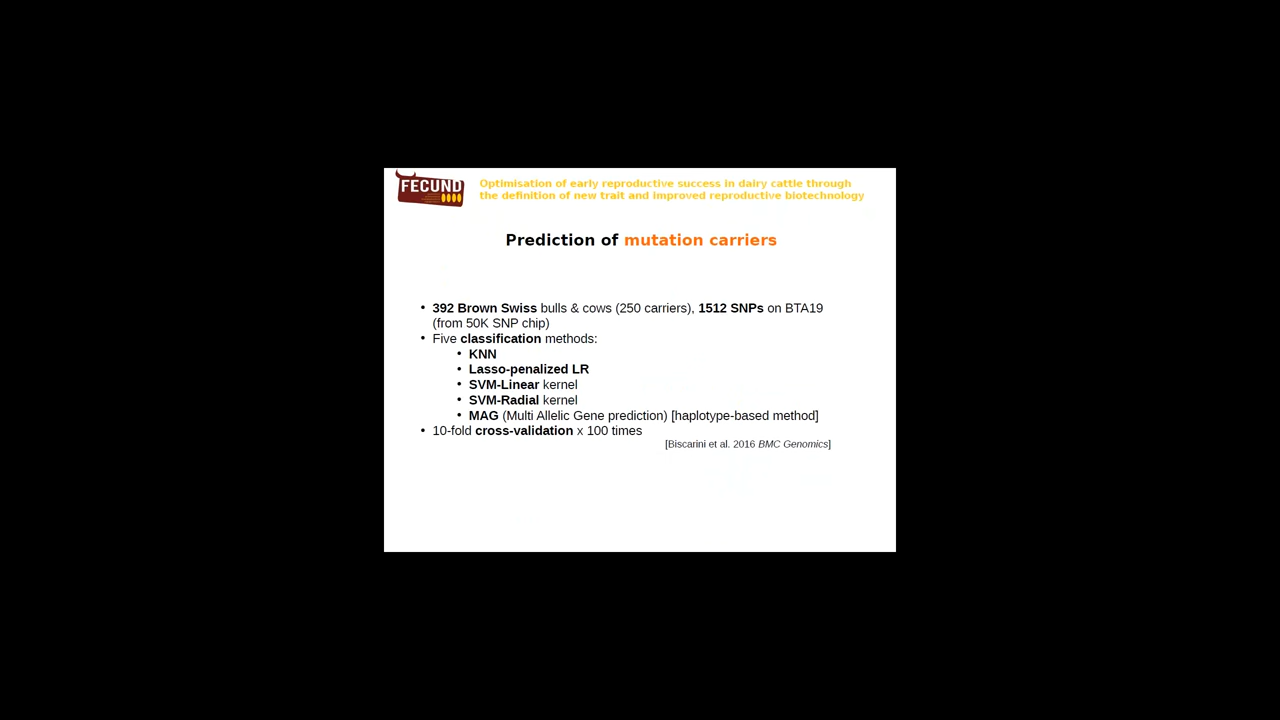 FECUND
Optimisation of early reproductive success in dairy cattle through
the definition of new trait and improved reproductive biotechnology
Prediction of mutation carriers
• 392 Brown Swiss bulls & cows (250 carriers), 1512 SNPs on BTA19
(from 50K SNP chip)
• Five classification methods:
• KNN
• Lasso-penalized LR
• SVM-Linear kernel
• SVM-Radial kernel
• MAG (Multi Allelic Gene prediction) [haplotype-based method]
• 10-fold cross-validation x 100 times
[Biscarini et al. 2016 BMC Genomics]